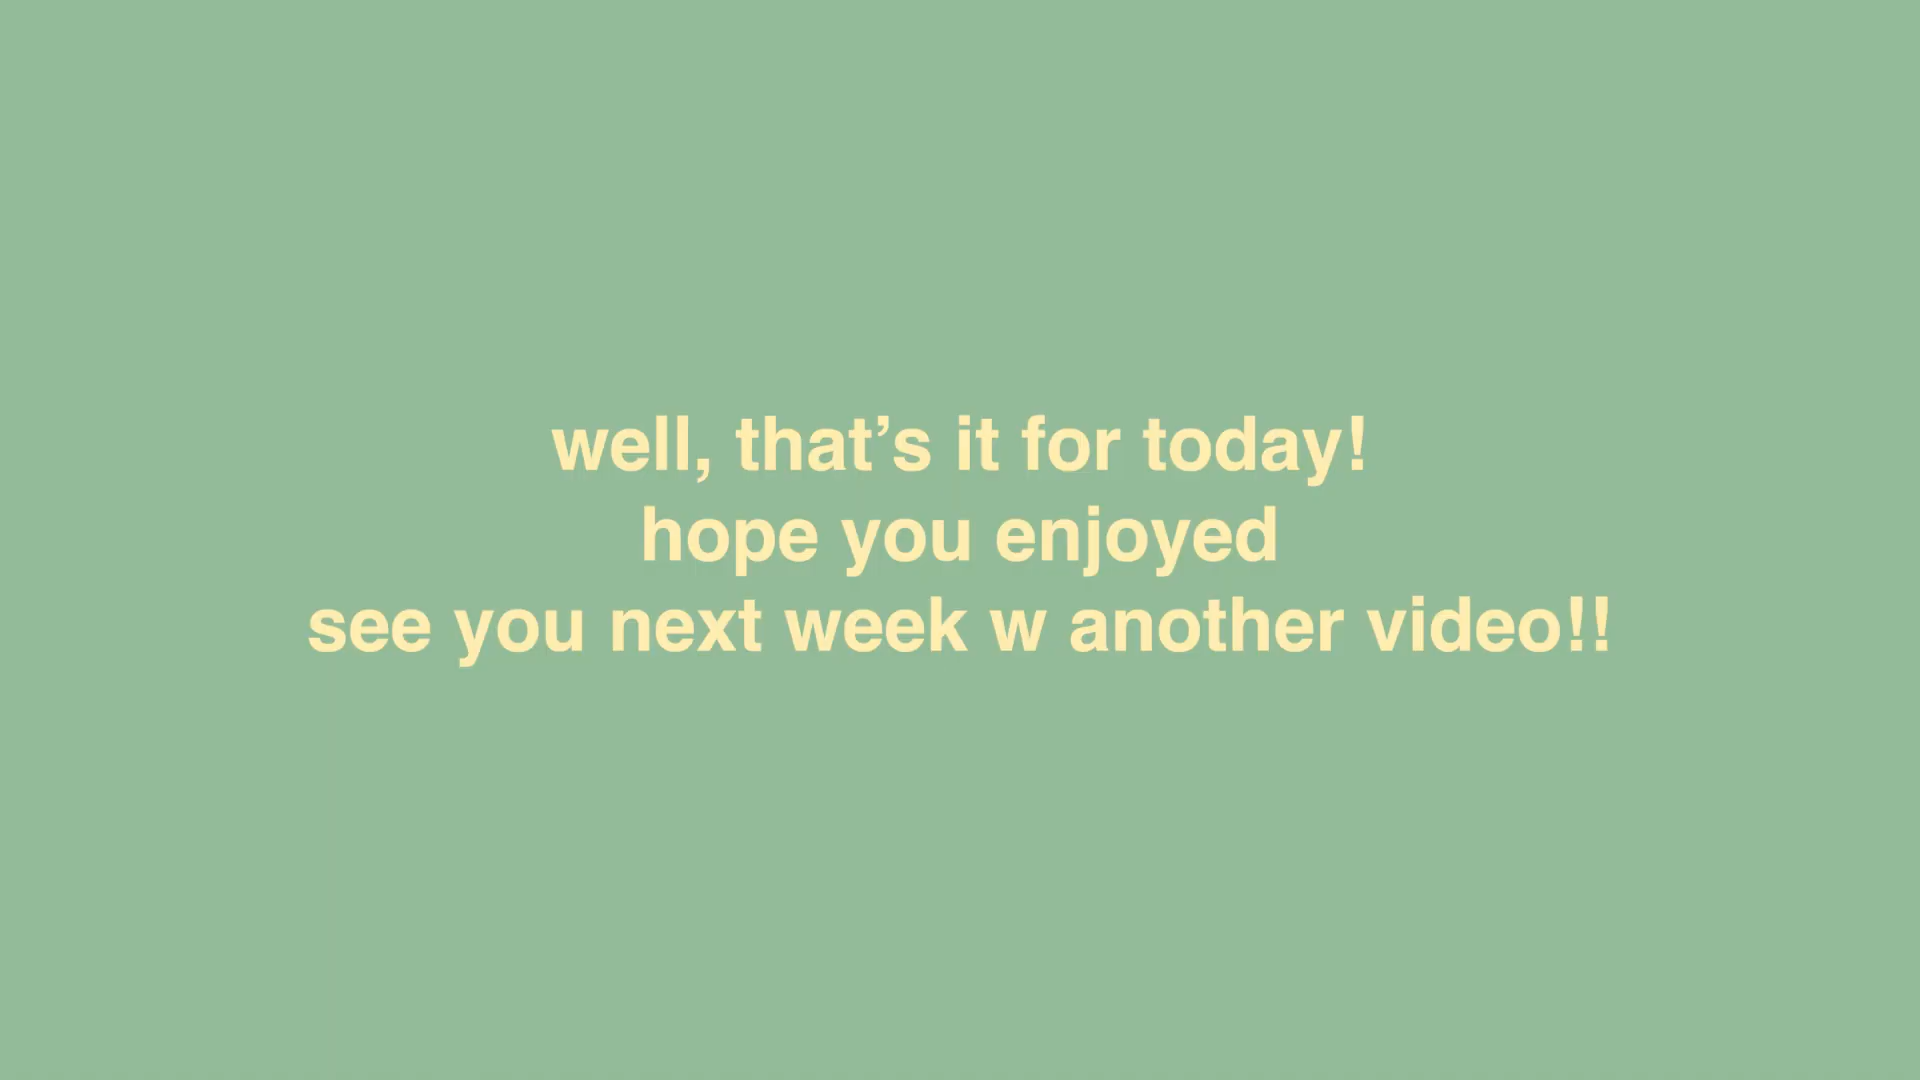 well, that’s it for today!
hope you enjoyed
see you next week w another video!!